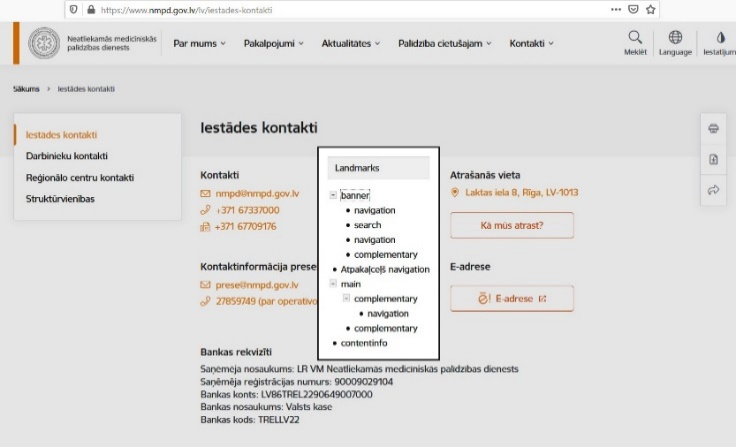 https://www.nmpd.gov.lv/lv/iestades-kontakti
Neatliekamās medicīniskās
palīdzības dienests
Par mums
Pakalpojumi
Aktualitātes
Palīdzība cietušajam
Kontakti
Meklēt
Language
Iestatījum
Sākums > Iestādes kontakti
Iestādes kontakti
Darbinieku kontakti
Reģionālo centru kontakti
Struktūrvienības
Iestādes kontakti
Kontakti
nmpd@nmpd.gov.lv
+371 67337000
+371 67709176
Kontaktinformācija prese
prese@nmpd.gov.lv
27859749 (par operatīvo
Landmarks
banner
navigation
search
navigation
complementary
Atpakaļceļš navigation
main
complementary
navigation
complementary
contentinfo
Atrašanās vieta
Laktas iela 8, Rīga, LV-1013
Kā mūs atrast?
E-adrese
E-adrese
Bankas rekvizīti
Saņēmēja nosaukums: LR VM Neatliekamās medicīniskās palīdzības dienests
Saņēmēja reģistrācijas numurs: 90009029104
Bankas konts: LV86TREL2290649007000
Bankas nosaukums: Valsts kase
Bankas kods: TRELLV22